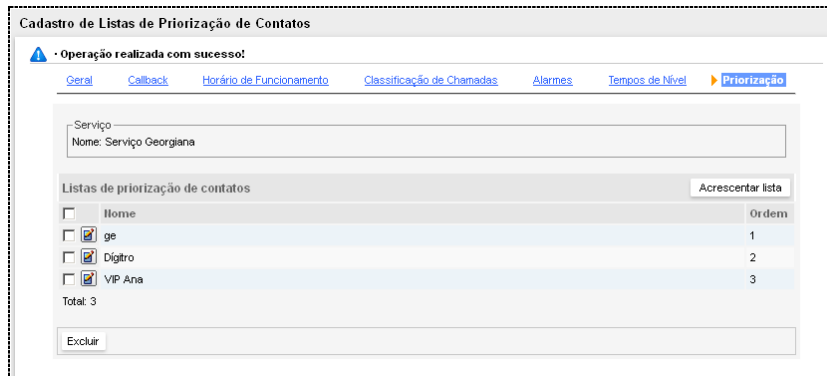 Cadastro de Listas de Priorização de Contatos
· Operação realizada com sucesso!
Geral Callback Horário de Funcionamento Classificação de Chamadas Alarmes Tempos de Nível Priorização
Serviço
Nome: Serviço Georgiana
Listas de priorização de contatos Acrescentar lista
Nome Ordem
ge 1
Dígitro 2
VIP Ana 3
Total: 3
Excluir